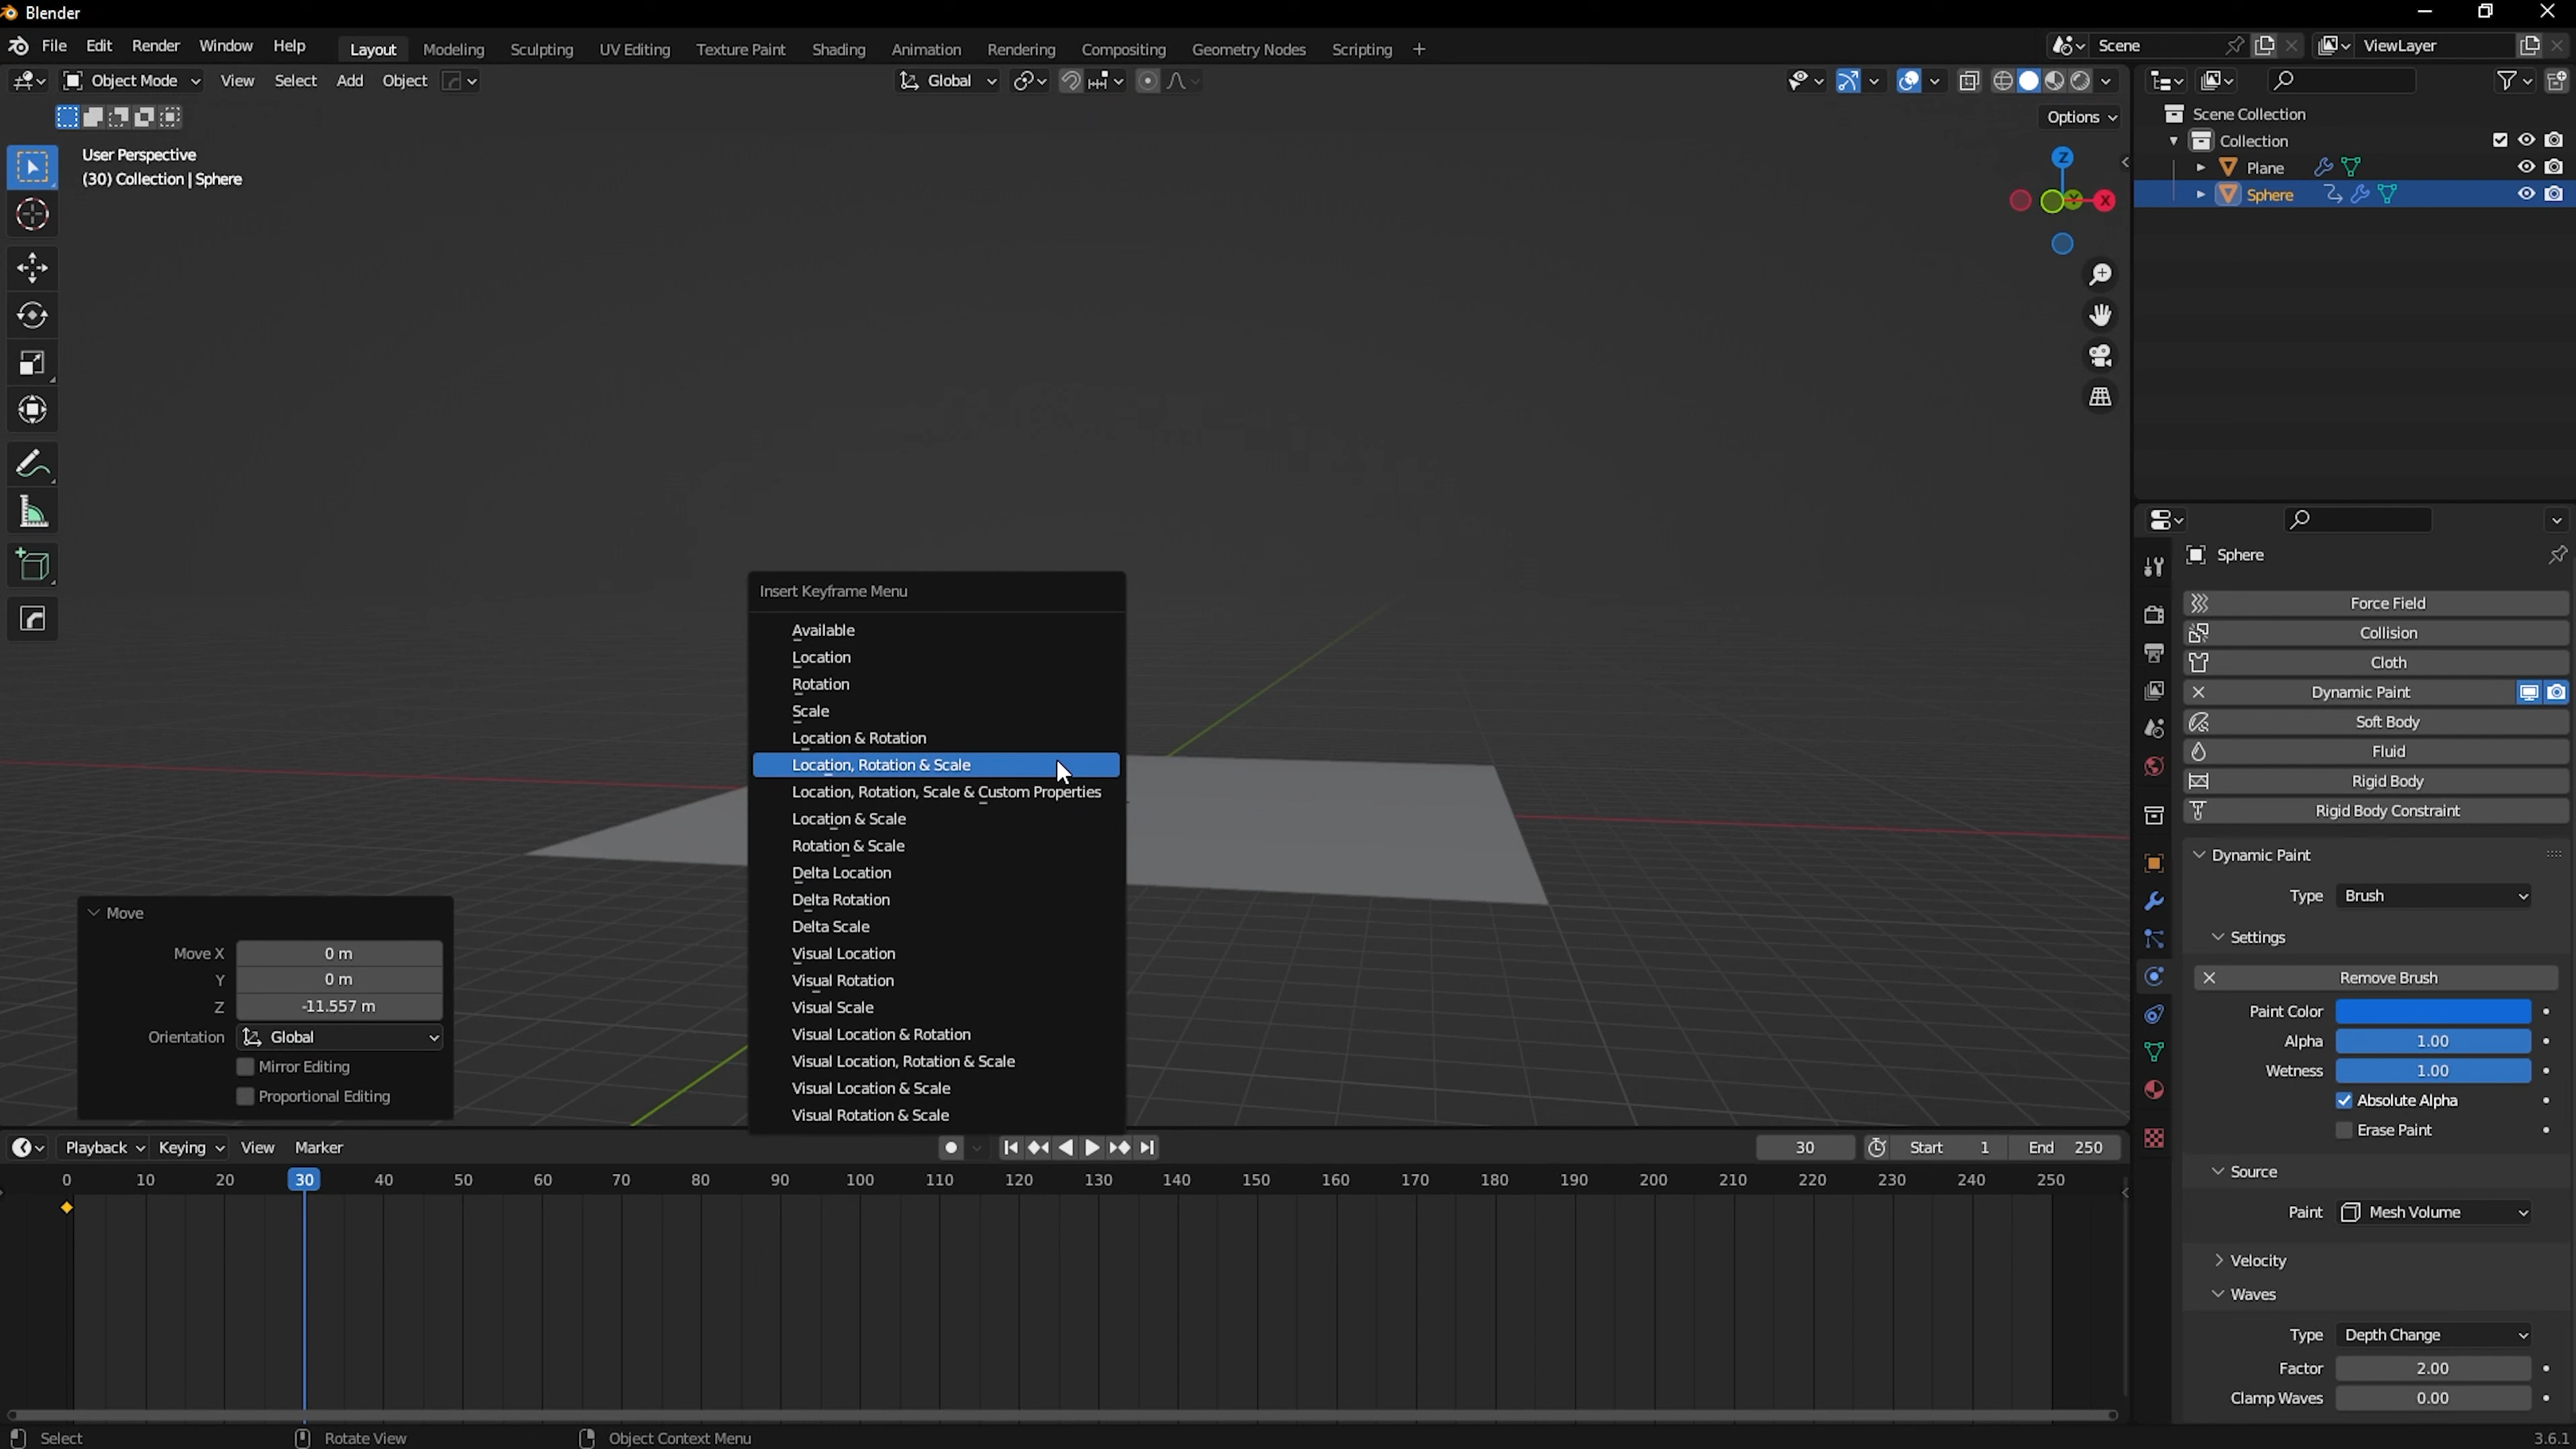 Blender
File Edit Render Window Help Layout Modeling Sculpting UV Editing Texture Paint Shading Animation Rendering Compositing Geometry Nodes Scripting + Scene ViewLayer
Object Mode View Select Add Object Global
Options
User Perspective
(30) Collection | Sphere
Z
Y
X
Scene Collection
Collection
Plane
Sphere
Sphere
Force Field
Collision
Cloth
Dynamic Paint
Soft Body
Fluid
Rigid Body
Rigid Body Constraint
Dynamic Paint
Type Brush
Settings
Remove Brush
Paint Color
Alpha 1.00
Wetness 1.00
Absolute Alpha
Erase Paint
Source
Paint Mesh Volume
Velocity
Waves
Type Depth Change
Factor 2.00
Clamp Waves 0.00
Insert Keyframe Menu
Available
Location
Rotation
Scale
Location & Rotation
Location, Rotation & Scale
Location, Rotation, Scale & Custom Properties
Location & Scale
Rotation & Scale
Delta Location
Delta Rotation
Delta Scale
Visual Location
Visual Rotation
Visual Scale
Visual Location & Rotation
Visual Location, Rotation & Scale
Visual Location & Scale
Visual Rotation & Scale
Move
Move X 0 m
Y 0 m
Z -11.557 m
Orientation Global
Mirror Editing
Proportional Editing
Playback Keying View Marker 30 Start 1 End 250
0 10 20 30 40 50 60 70 80 90 100 110 120 130 140 150 160 170 180 190 200 210 220 230 240 250
Select Rotate View Object Context Menu 3.6.1